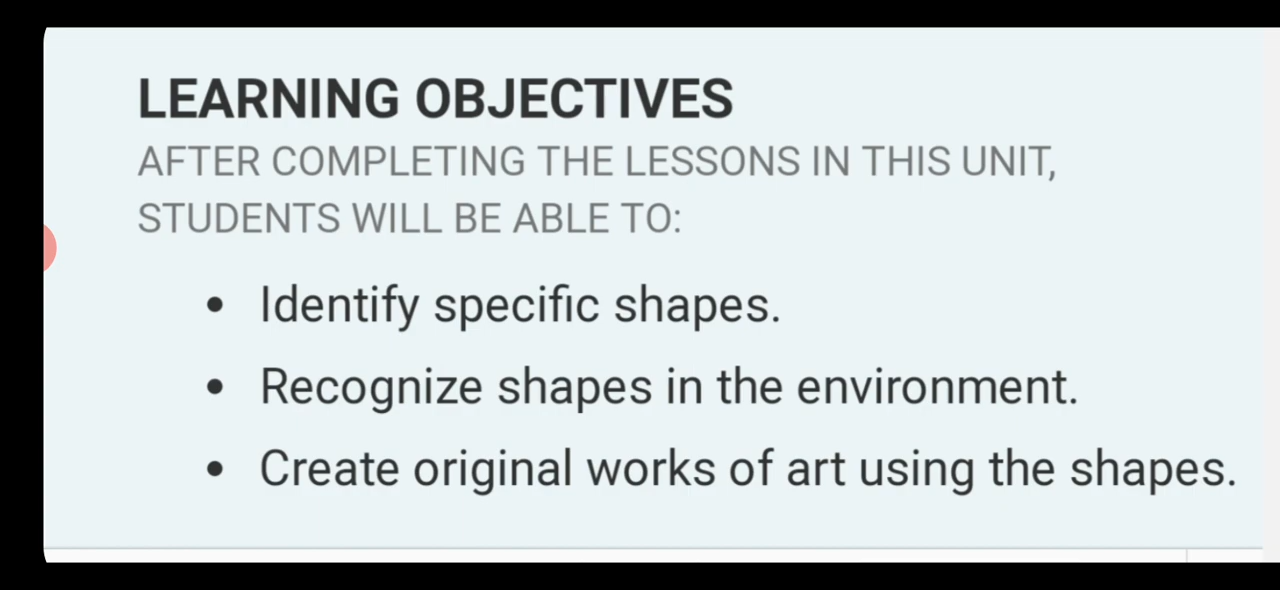 LEARNING OBJECTIVES
AFTER COMPLETING THE LESSONS IN THIS UNIT,
STUDENTS WILL BE ABLE TO:
• Identify specific shapes.
• Recognize shapes in the environment.
• Create original works of art using the shapes.